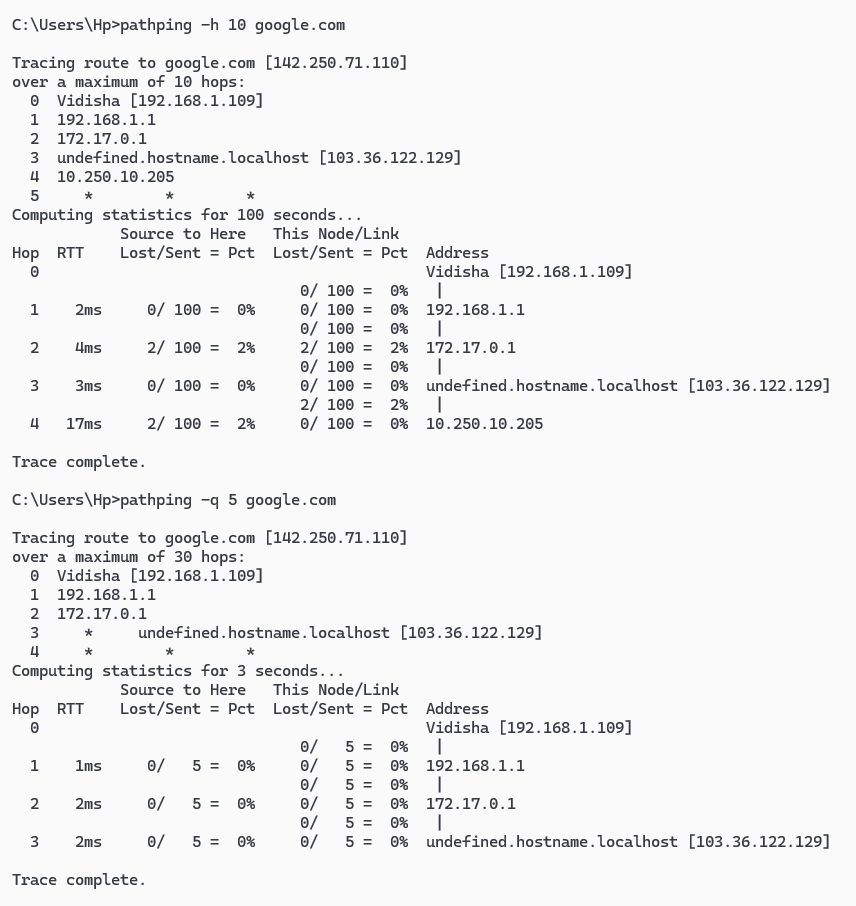 C:\Users\Hp>pathping -h 10 google.com

Tracing route to google.com [142.250.71.110]
over a maximum of 10 hops:
  0  Vidisha [192.168.1.109]
  1  192.168.1.1
  2  172.17.0.1
  3  undefined.hostname.localhost [103.36.122.129]
  4  10.250.10.205
  5     *        *        *
Computing statistics for 100 seconds...
            Source to Here   This Node/Link
Hop  RTT    Lost/Sent = Pct  Lost/Sent = Pct  Address
  0                                           Vidisha [192.168.1.109]
                                0/ 100 =  0%   |
  1    2ms     0/ 100 =  0%     0/ 100 =  0%  192.168.1.1
                                0/ 100 =  0%   |
  2    4ms     2/ 100 =  2%     2/ 100 =  2%  172.17.0.1
                                0/ 100 =  0%   |
  3    3ms     0/ 100 =  0%     0/ 100 =  0%  undefined.hostname.localhost [103.36.122.129]
                                2/ 100 =  2%   |
  4   17ms     2/ 100 =  2%     0/ 100 =  0%  10.250.10.205

Trace complete.

C:\Users\Hp>pathping -q 5 google.com

Tracing route to google.com [142.250.71.110]
over a maximum of 30 hops:
  0  Vidisha [192.168.1.109]
  1  192.168.1.1
  2  172.17.0.1
  3     *     undefined.hostname.localhost [103.36.122.129]
  4     *        *        *
Computing statistics for 3 seconds...
            Source to Here   This Node/Link
Hop  RTT    Lost/Sent = Pct  Lost/Sent = Pct  Address
  0                                           Vidisha [192.168.1.109]
                                0/   5 =  0%   |
  1    1ms     0/   5 =  0%     0/   5 =  0%  192.168.1.1
                                0/   5 =  0%   |
  2    2ms     0/   5 =  0%     0/   5 =  0%  172.17.0.1
                                0/   5 =  0%   |
  3    2ms     0/   5 =  0%     0/   5 =  0%  undefined.hostname.localhost [103.36.122.129]

Trace complete.